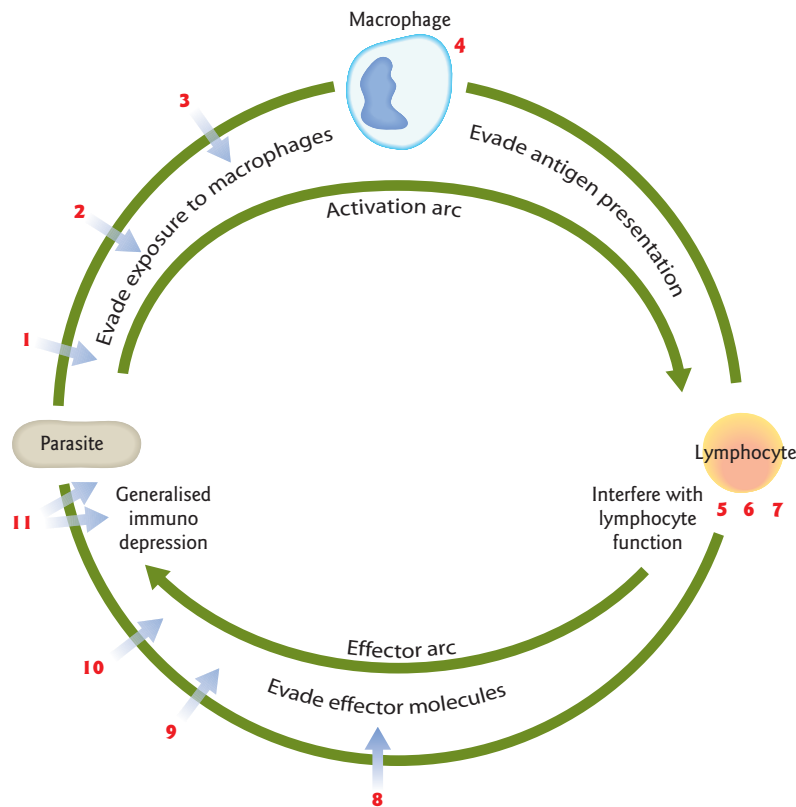 Macrophage
4
3
Evade exposure to macrophages
Evade antigen presentation
Activation arc
2
1
Parasite
Lymphocyte
Generalised
immuno
depression
Interfere with
lymphocyte
function
5 6 7
11
Effector arc
10
Evade effector molecules
9
8